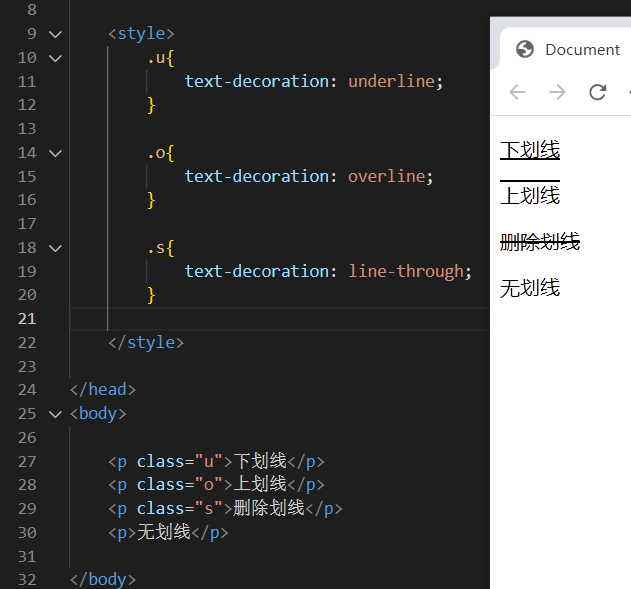 8
9 <style>
10 .u{
11 text-decoration: underline;
12 }
13
14 .o{
15 text-decoration: overline;
16 }
17
18 .s{
19 text-decoration: line-through;
20 }
21
22 </style>
23
24 </head>
25 <body>
26
27 <p class="u">下划线</p>
28 <p class="o">上划线</p>
29 <p class="s">删除划线</p>
30 <p>无划线</p>
31
32 </body>
Document
下划线
上划线
删除划线
无划线